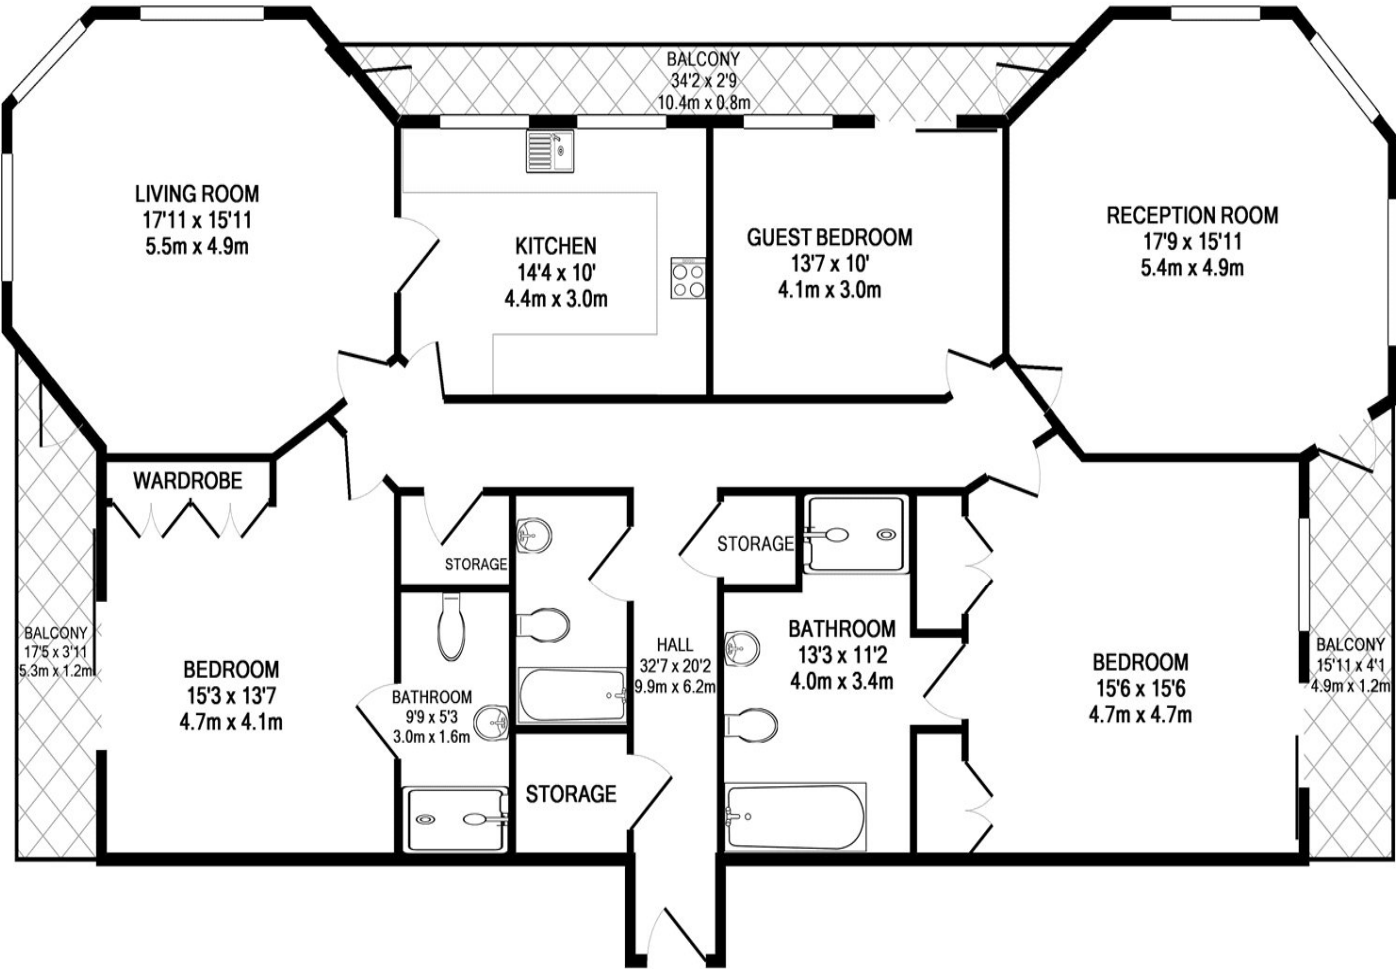 BALCONY
34'2 x 2'9
10.4m x 0.8m
LIVING ROOM
17'11 x 15'11
5.5m x 4.9m
KITCHEN
14'4 x 10'
4.4m x 3.0m
GUEST BEDROOM
13'7 x 10'
4.1m x 3.0m
RECEPTION ROOM
17'9 x 15'11
5.4m x 4.9m
WARDROBE
STORAGE
STORAGE
BALCONY
17'5 x 3'11
5.3m x 1.2m
BEDROOM
15'3 x 13'7
4.7m x 4.1m
BATHROOM
9'9 x 5'3
3.0m x 1.6m
HALL
32'7 x 20'2
9.9m x 6.2m
BATHROOM
13'3 x 11'2
4.0m x 3.4m
BEDROOM
15'6 x 15'6
4.7m x 4.7m
BALCONY
15'11 x 4'1
4.9m x 1.2m
STORAGE